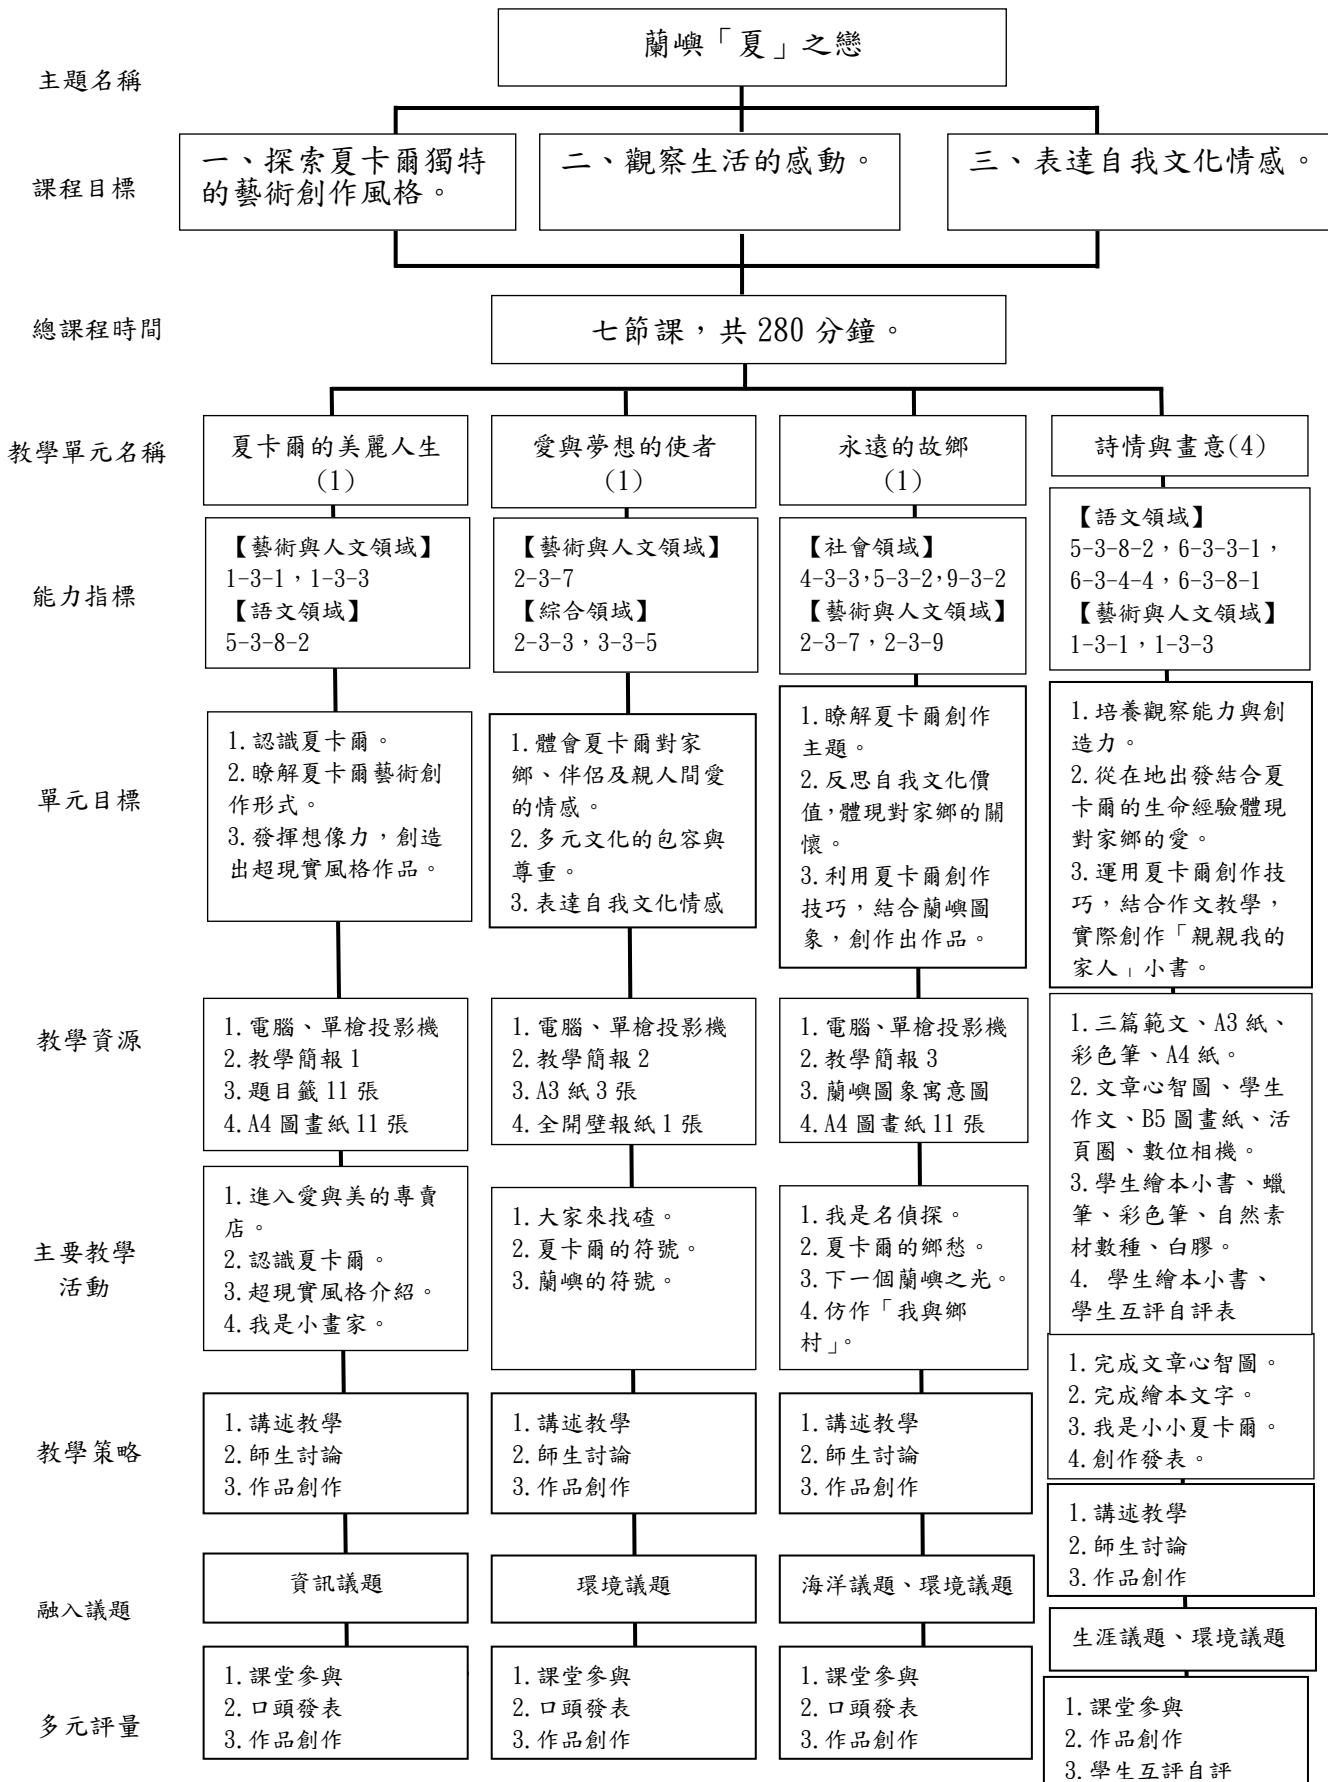 蘭嶼「夏」之戀
主題名稱
一、探索夏卡爾獨特
的藝術創作風格。
二、觀察生活的感動。
三、表達自我文化情感。
課程目標
總課程時間
七節課，共 280 分鐘。
教學單元名稱
夏卡爾的美麗人生
(1)
愛與夢想的使者
(1)
永遠的故鄉
(1)
詩情與畫意(4)
能力指標
【藝術與人文領域】
1-3-1，1-3-3
【語文領域】
5-3-8-2
【藝術與人文領域】
2-3-7
【綜合領域】
2-3-3，3-3-5
【社會領域】
4-3-3,5-3-2,9-3-2
【藝術與人文領域】
2-3-7，2-3-9
【語文領域】
5-3-8-2，6-3-3-1，
6-3-4-4，6-3-8-1
【藝術與人文領域】
1-3-1，1-3-3
單元目標
1.認識夏卡爾。
2.瞭解夏卡爾藝術創
作形式。
3.發揮想像力，創造
出超現實風格作品。
1.體會夏卡爾對家
鄉、伴侶及親人間愛
的情感。
2.多元文化的包容與
尊重。
3.表達自我文化情感
1.瞭解夏卡爾創作
主題。
2.反思自我文化價
值，體現對家鄉的關
懷。
3.利用夏卡爾創作
技巧，結合蘭嶼圖
象，創作出作品。
1.培養觀察能力與創
造力。
2.從在地出發結合夏
卡爾的生命經驗體現
對家鄉的愛。
3.運用夏卡爾創作技
巧，結合作文教學，
實際創作「親親我的
家人」小書。
教學資源
1.電腦、單槍投影機
2.教學簡報 1
3.題目籤 11 張
4.A4 圖畫紙 11 張
1.電腦、單槍投影機
2.教學簡報 2
3.A3 紙 3 張
4.全開壁報紙 1 張
1.電腦、單槍投影機
2.教學簡報 3
3.蘭嶼圖象寓意圖
4.A4 圖畫紙 11 張
1.三篇範文、A3 紙、
彩色筆、A4 紙。
2.文章心智圖、學生
作文、B5 圖畫紙、活
頁圈、數位相機。
3.學生繪本小書、蠟
筆、彩色筆、自然素
材數種、白膠。
4. 學生繪本小書、
學生互評自評表
主要教學
活動
1.進入愛與美的專賣
店。
2.認識夏卡爾。
3.超現實風格介紹。
4.我是小畫家。
1.大家來找碴。
2.夏卡爾的符號。
3.蘭嶼的符號。
1.我是名偵探。
2.夏卡爾的鄉愁。
3.下一個蘭嶼之光。
4.仿作「我與鄉
村」。
1.完成文章心智圖。
2.完成繪本文字。
3.我是小小夏卡爾。
4.創作發表。
教學策略
1.講述教學
2.師生討論
3.作品創作
1.講述教學
2.師生討論
3.作品創作
1.講述教學
2.師生討論
3.作品創作
1.講述教學
2.師生討論
3.作品創作
融入議題
資訊議題
環境議題
海洋議題、環境議題
生涯議題、環境議題
多元評量
1.課堂參與
2.口頭發表
3.作品創作
1.課堂參與
2.口頭發表
3.作品創作
1.課堂參與
2.口頭發表
3.作品創作
1.課堂參與
2.作品創作
3.學生互評自評